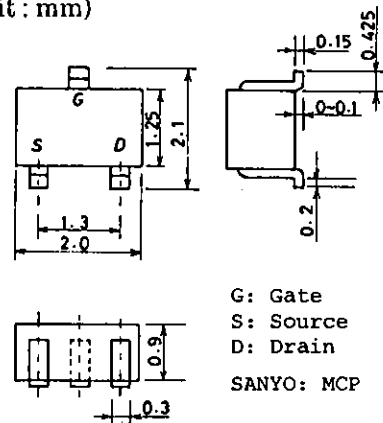 it : mm)
G
S D
1.25
2.1
1.3
2.0
0.15
0.425
0~0.1
0.2
0.9
0.3
G: Gate
S: Source
D: Drain
SANYO: MCP